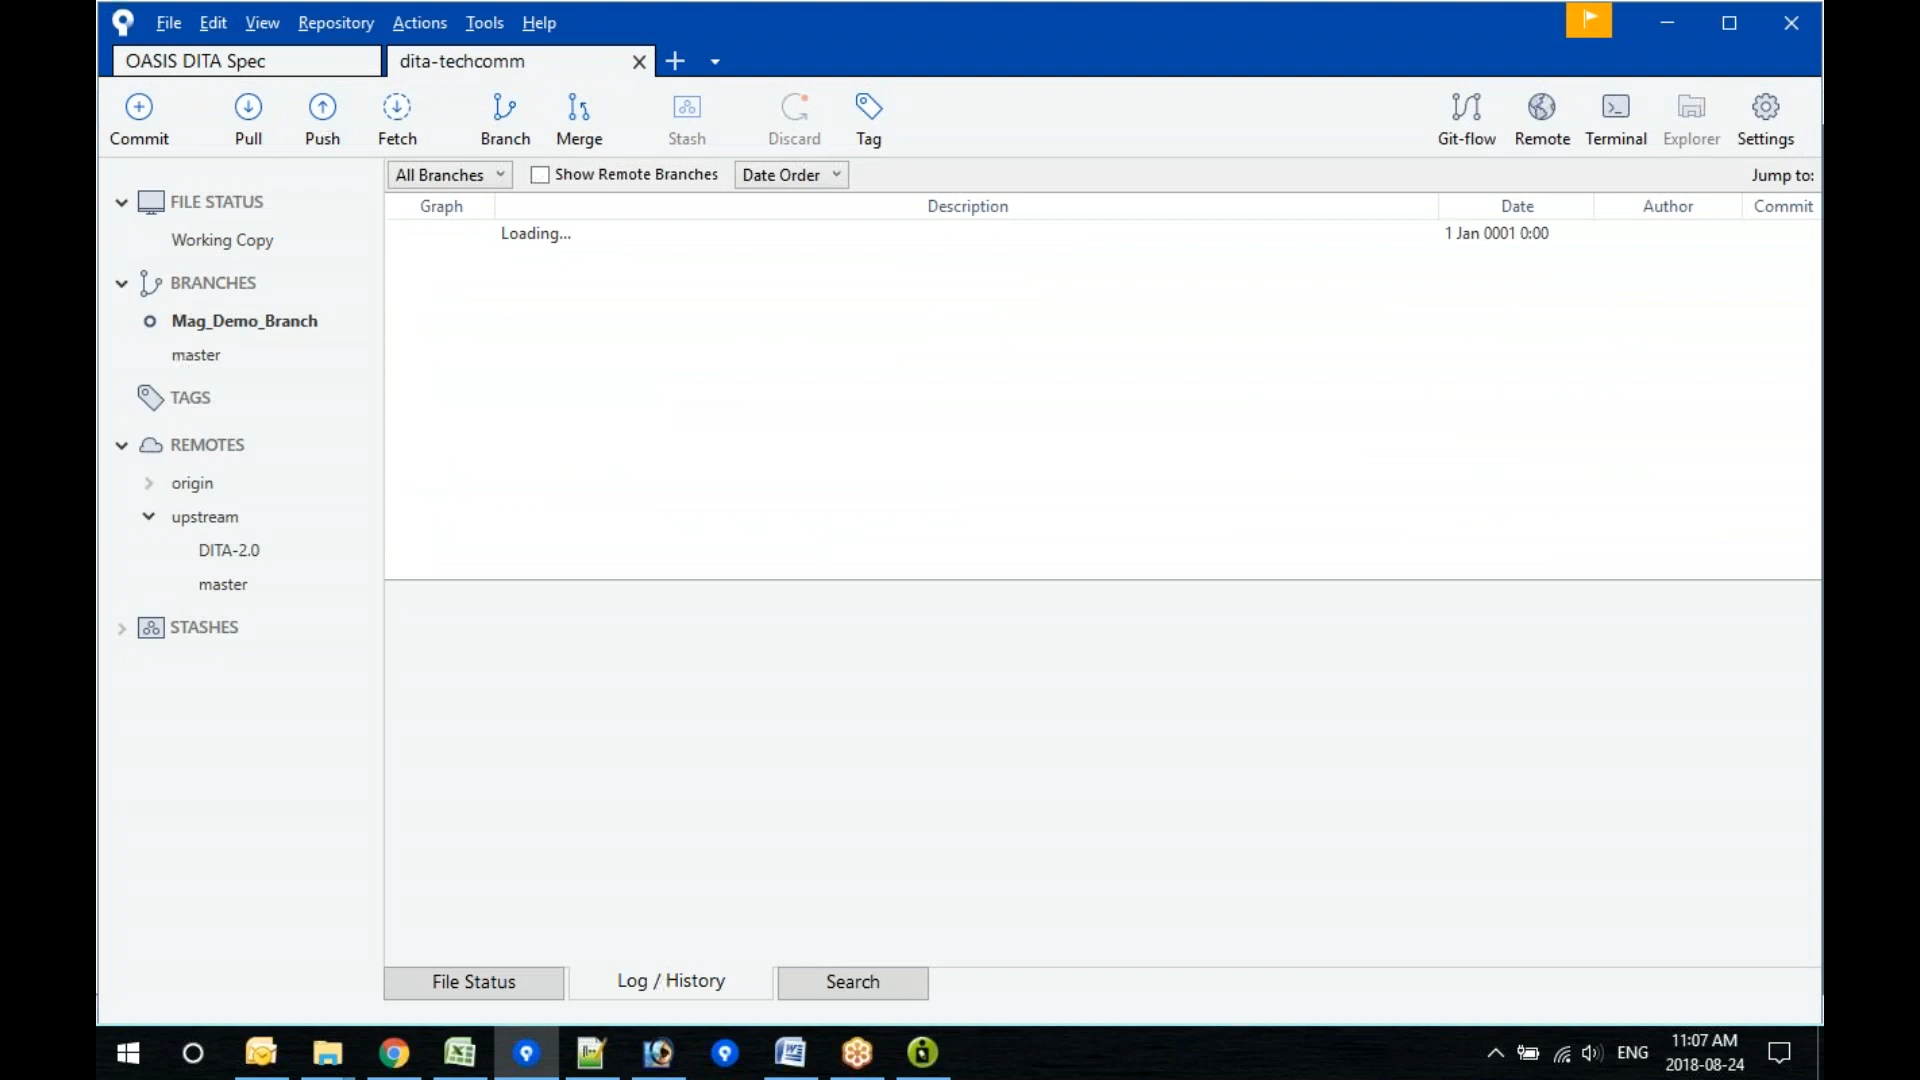 File Edit View Repository Actions Tools Help
OASIS DITA Spec dita-techcomm
Commit Pull Push Fetch Branch Merge Stash Discard Tag Git-flow Remote Terminal Explorer Settings
All Branches Show Remote Branches Date Order Jump to:
Graph Description Date Author Commit
Loading... 1 Jan 0001 0:00
FILE STATUS
Working Copy
BRANCHES
Mag_Demo_Branch
master
TAGS
REMOTES
origin
upstream
DITA-2.0
master
STASHES
File Status Log / History Search
ENG 11:07 AM
2018-08-24